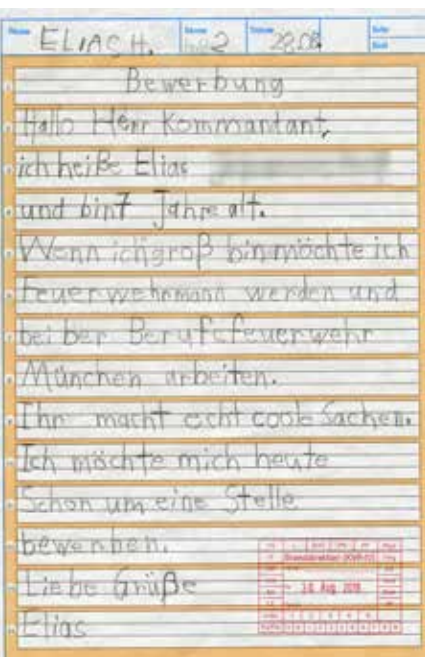 ELIAS H. 2 28.08
Bewerbung
Hallo Herr Kommandant,
ich heiße Elias
und bin 7 Jahre alt.
Wenn ich groß bin möchte ich
Feuerwehrmann werden und
bei ber Berufsfeuerwehr
München arbeiten.
Ihr macht echt coole Sachen.
Ich möchte mich heute
Schon um eine Stelle
bewerben.
Liebe Grüße
Elias
30. Aug. 2018